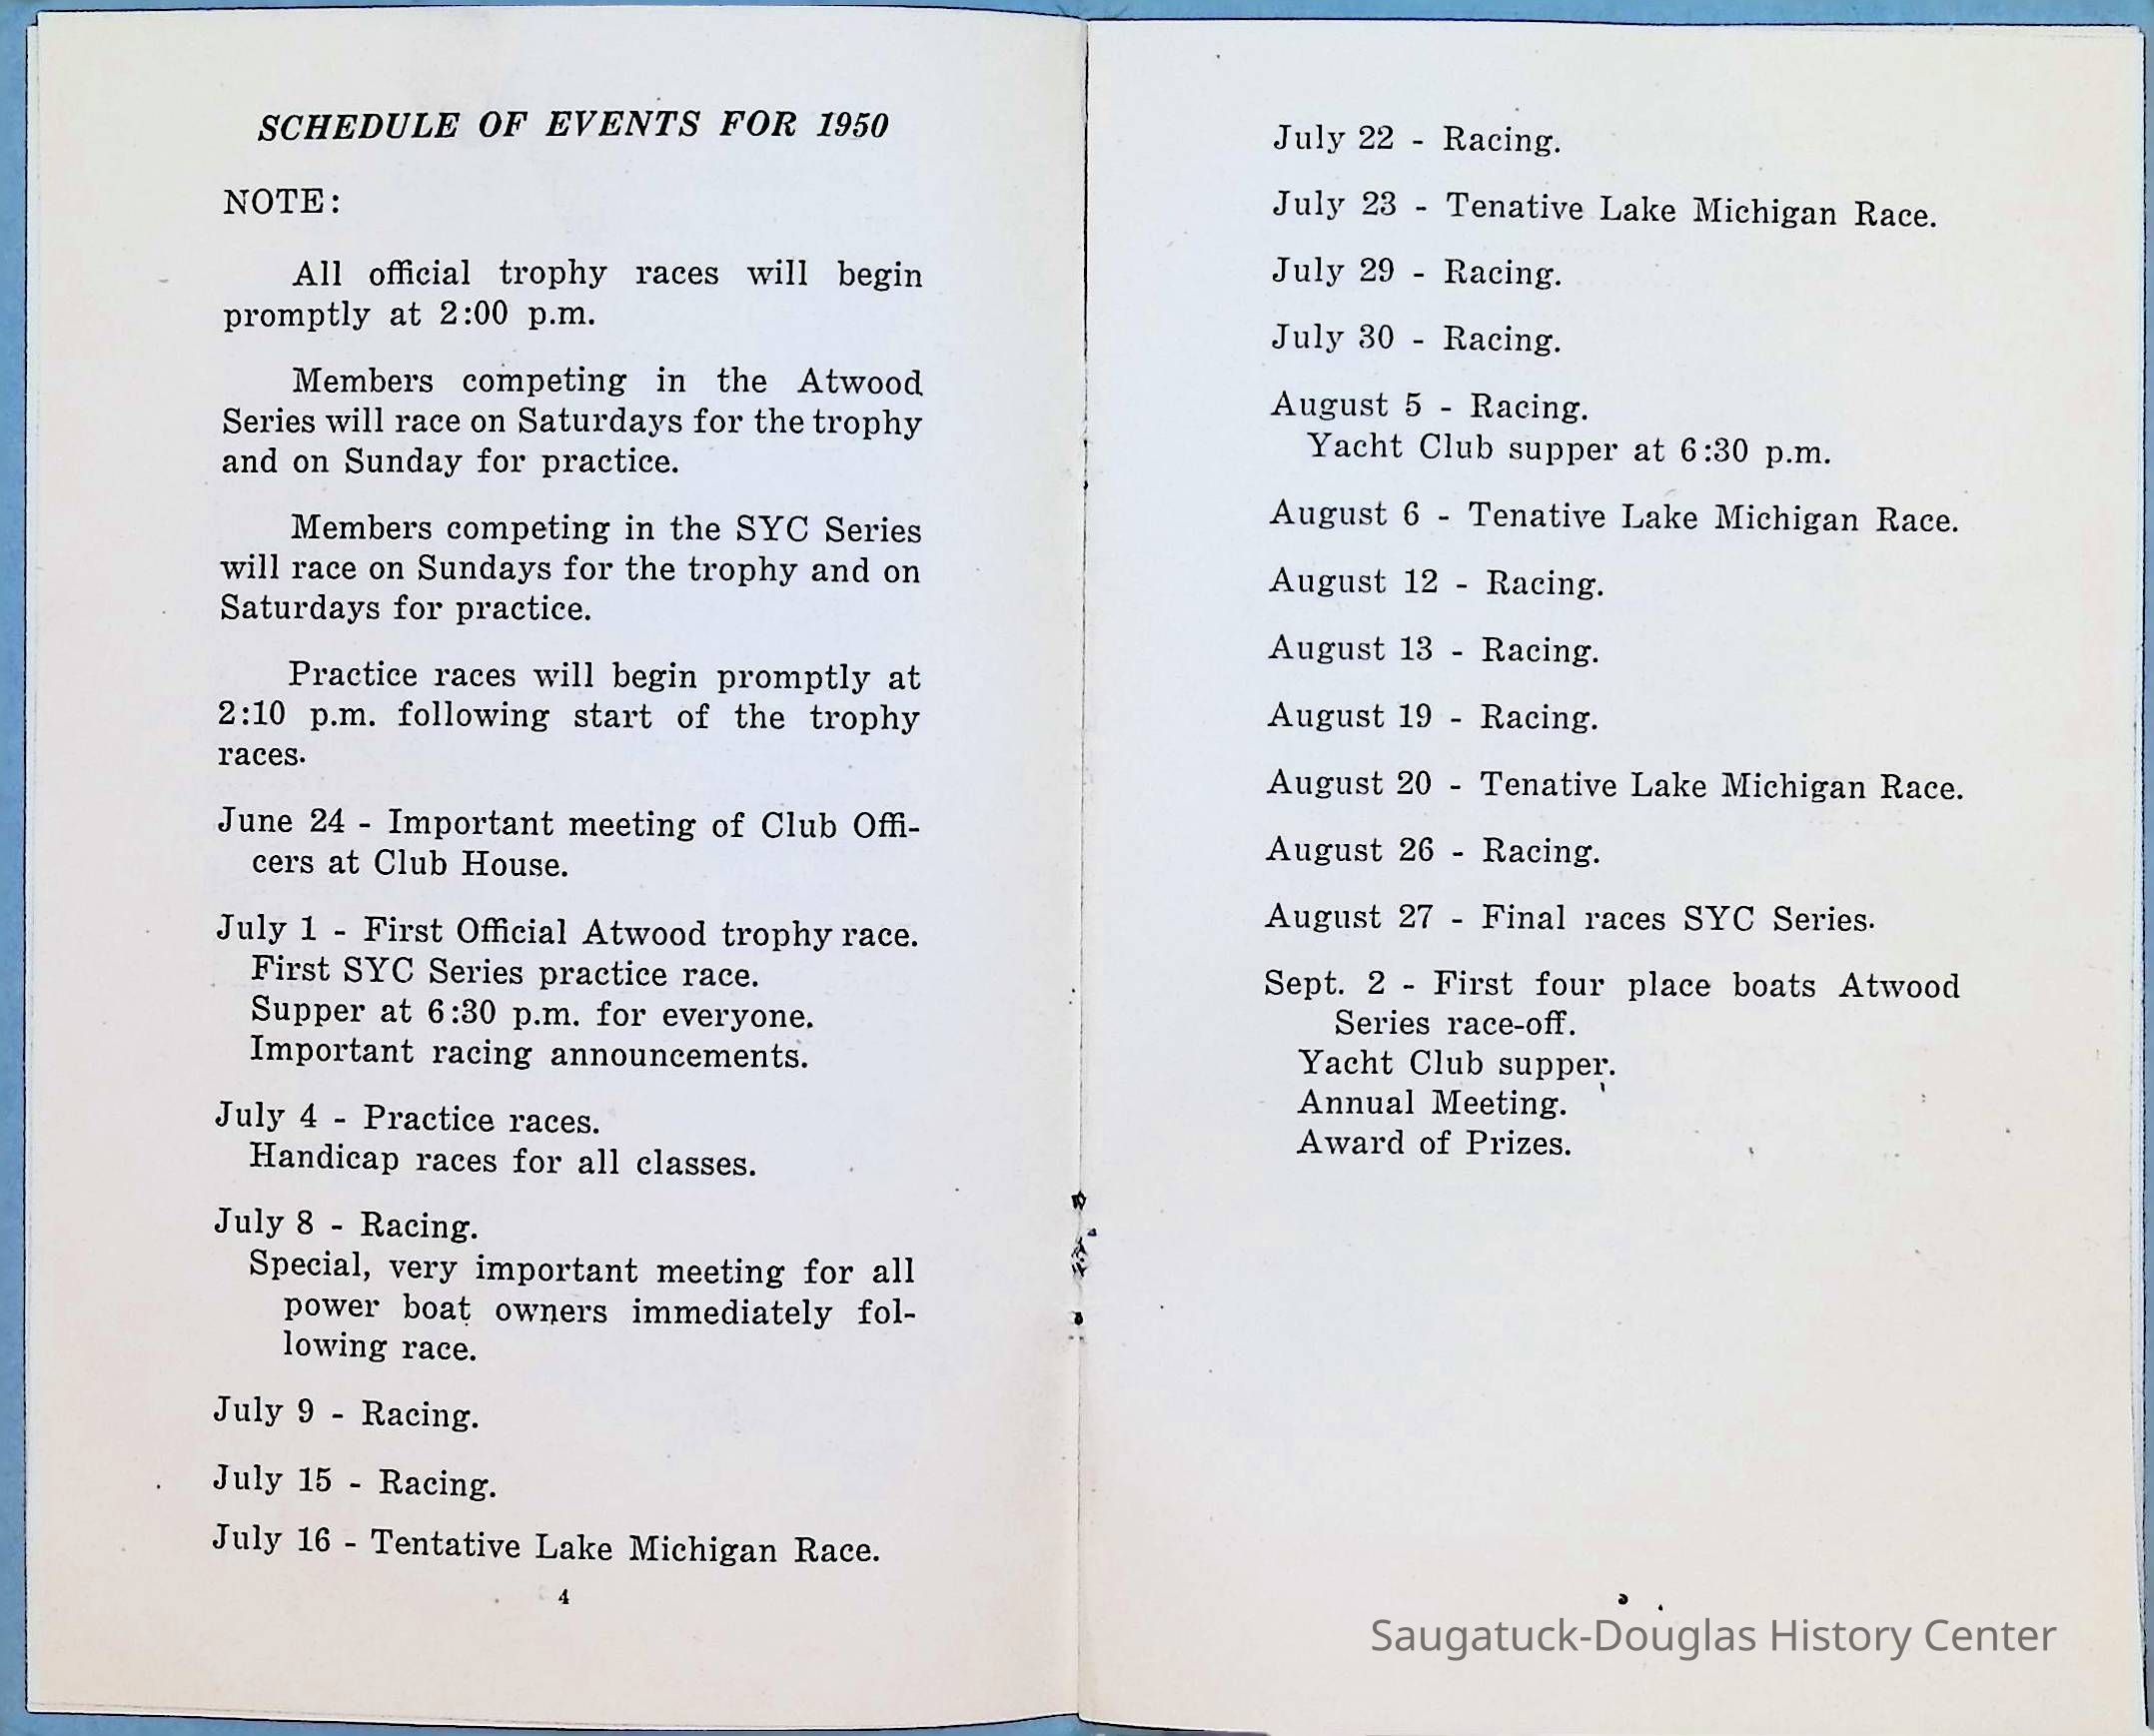 SCHEDULE OF EVENTS FOR 1950
NOTE:
All official trophy races will begin
promptly at 2:00 p.m.
Members competing in the Atwood
Series will race on Saturdays for the trophy
and on Sunday for practice.
Members competing in the SYC Series
will race on Sundays for the trophy and on
Saturdays for practice.
Practice races will begin promptly at
2:10 p.m. following start of the trophy
races.
June 24 - Important meeting of Club Offi-
cers at Club House.
July 1 - First Official Atwood trophy race.
First SYC Series practice race.
Supper at 6:30 p.m. for everyone.
Important racing announcements.
July 4 - Practice races.
Handicap races for all classes.
July 8 - Racing.
Special, very important meeting for all
power boat owners immediately fol-
lowing race.
July 9 - Racing.
July 15 - Racing.
July 16 - Tentative Lake Michigan Race.
4
July 22 - Racing.
July 23 - Tenative Lake Michigan Race.
July 29 - Racing.
July 30 - Racing.
August 5 - Racing.
Yacht Club supper at 6:30 p.m.
August 6 - Tenative Lake Michigan Race.
August 12 - Racing.
August 13 - Racing.
August 19 - Racing.
August 20 - Tenative Lake Michigan Race.
August 26 - Racing.
August 27 - Final races SYC Series.
Sept. 2 - First four place boats Atwood
Series race-off.
Yacht Club supper.
Annual Meeting.
Award of Prizes.
Saugatuck-Douglas History Center